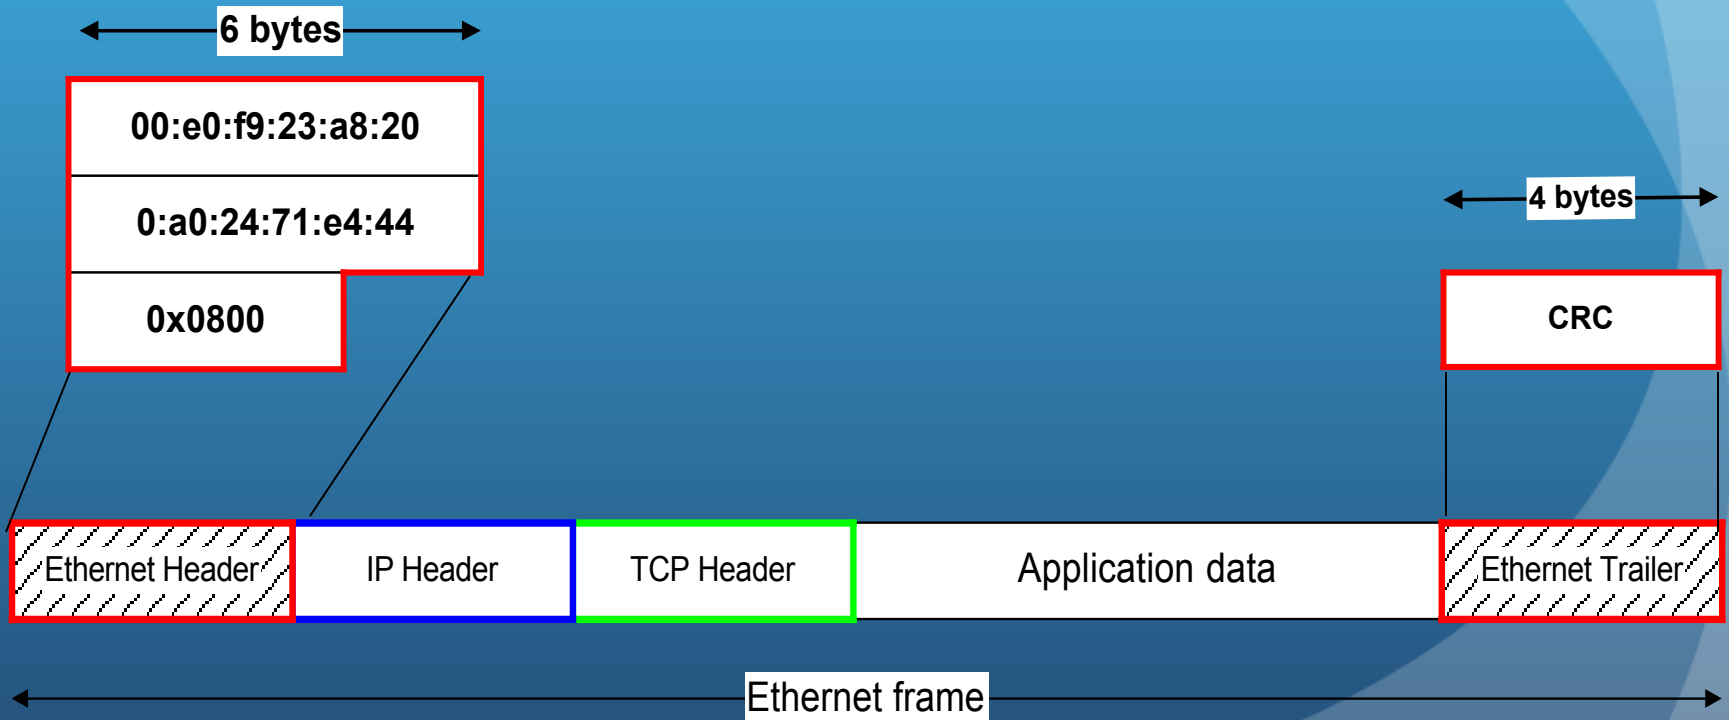 6 bytes
00:e0:f9:23:a8:20
0:a0:24:71:e4:44
4 bytes
0x0800
CRC
Ethernet Header
IP Header
TCP Header
Application data
Ethernet Trailer
Ethernet frame